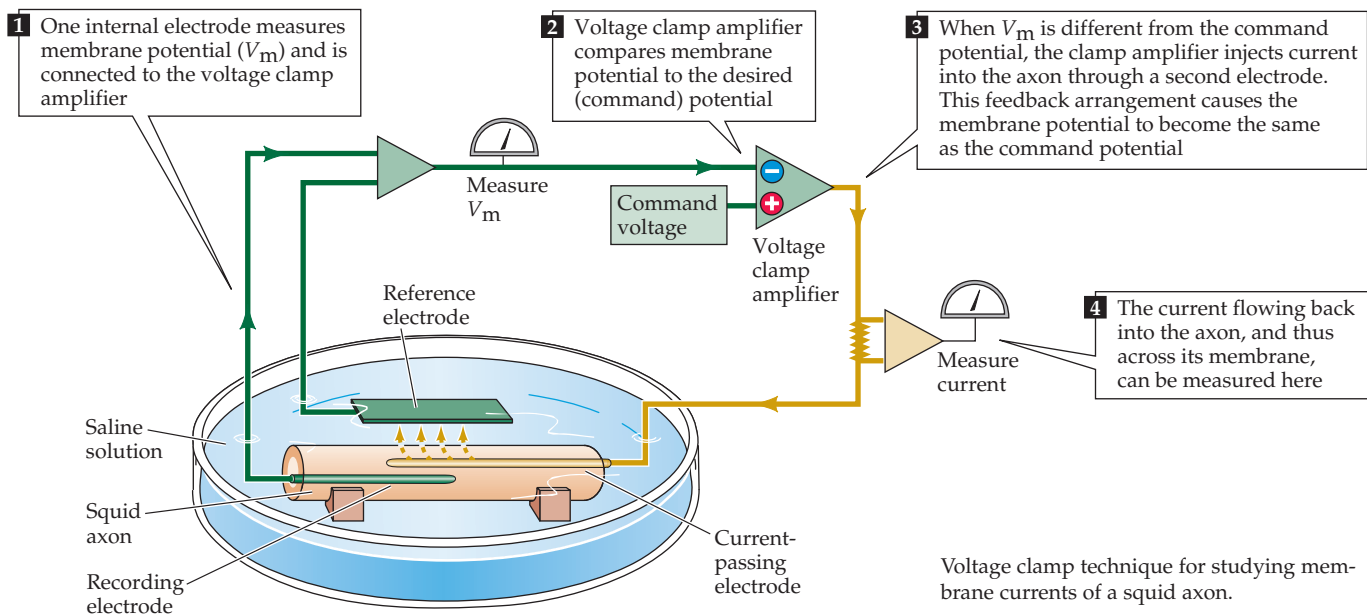 1 One internal electrode measures
membrane potential (Vm) and is
connected to the voltage clamp
amplifier
2 Voltage clamp amplifier
compares membrane
potential to the desired
(command) potential
3 When Vm is different from the command
potential, the clamp amplifier injects current
into the axon through a second electrode.
This feedback arrangement causes the
membrane potential to become the same
as the command potential
Measure
Vm
Command
voltage
−
+
Voltage
clamp
amplifier
Reference
electrode
Measure
current
4 The current flowing back
into the axon, and thus
across its membrane,
can be measured here
Saline
solution
Squid
axon
Recording
electrode
Current-
passing
electrode
Voltage clamp technique for studying mem-
brane currents of a squid axon.